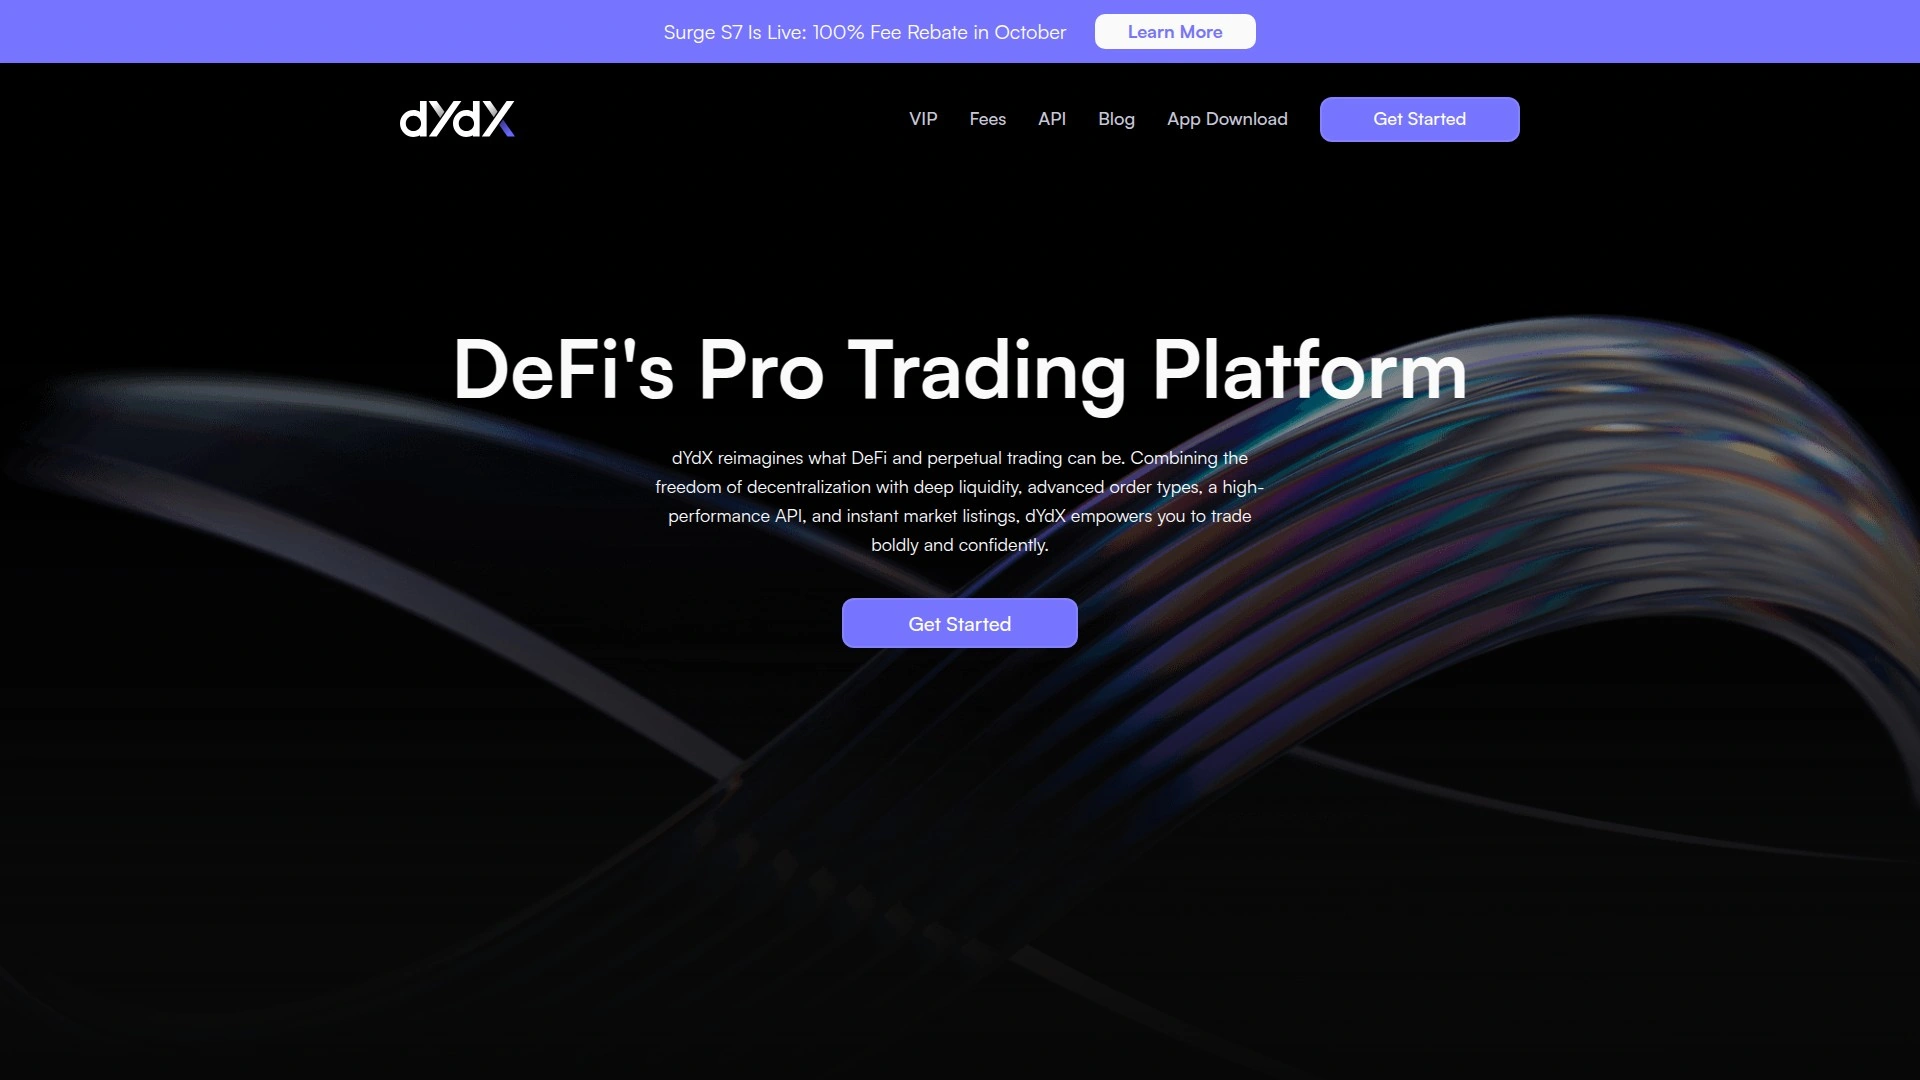 Surge S7 Is Live: 100% Fee Rebate in October
Learn More
dYdX
VIP
Fees
API
Blog
App Download
Get Started
DeFi's Pro Trading Platform
dYdX reimagines what DeFi and perpetual trading can be. Combining the
freedom of decentralization with deep liquidity, advanced order types, a high-
performance API, and instant market listings, dYdX empowers you to trade
boldly and confidently.
Get Started